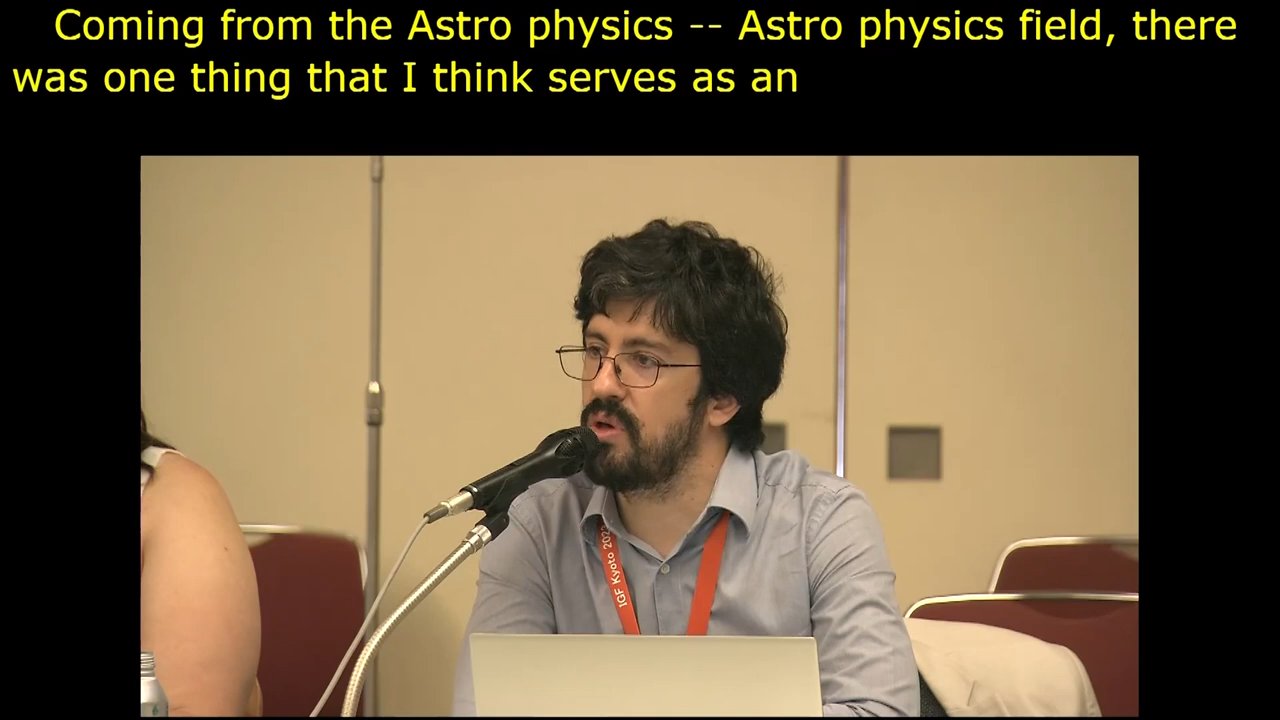 Coming from the Astro physics -- Astro physics field, there
was one thing that I think serves as an
IGF Kyoto 202